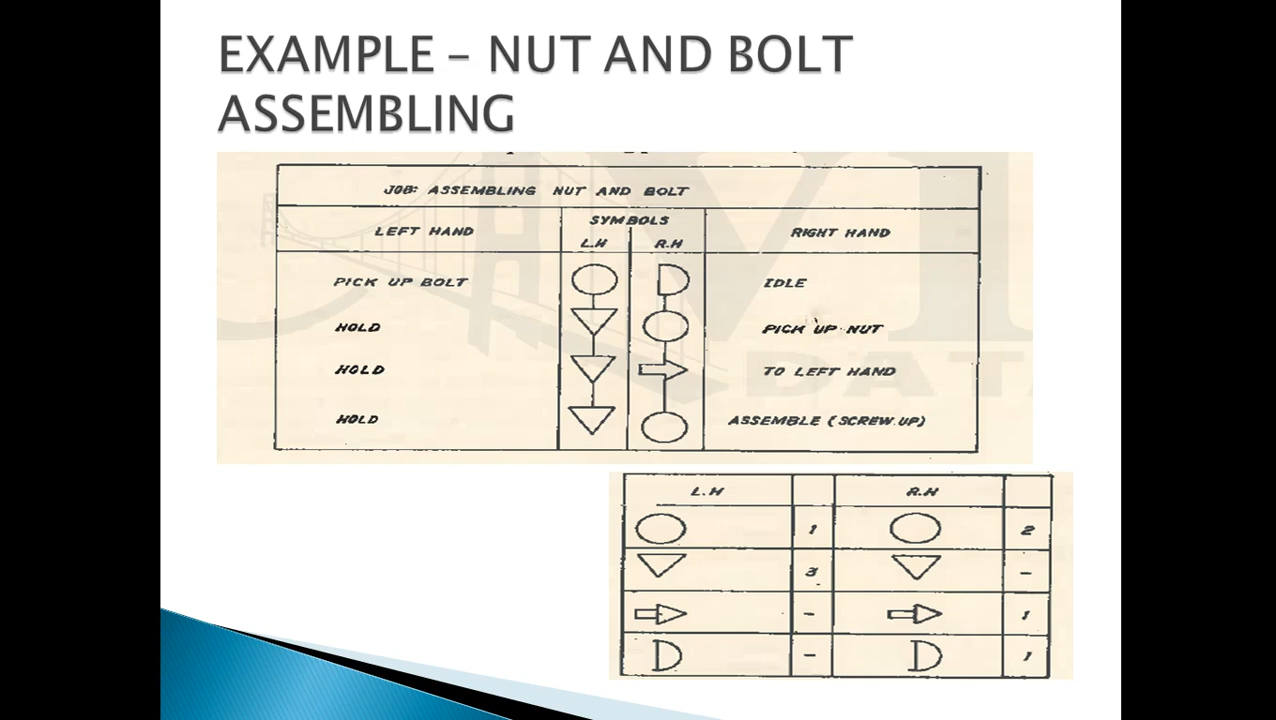 EXAMPLE – NUT AND BOLT
ASSEMBLING
JOB: ASSEMBLING NUT AND BOLT
LEFT HAND SYMBOLS RIGHT HAND
L.H R.H
PICK UP BOLT IDLE
HOLD PICK UP NUT
HOLD TO LEFT HAND
HOLD ASSEMBLE (SCREW UP)
L.H R.H
1 2
3 -
- 1
- 1